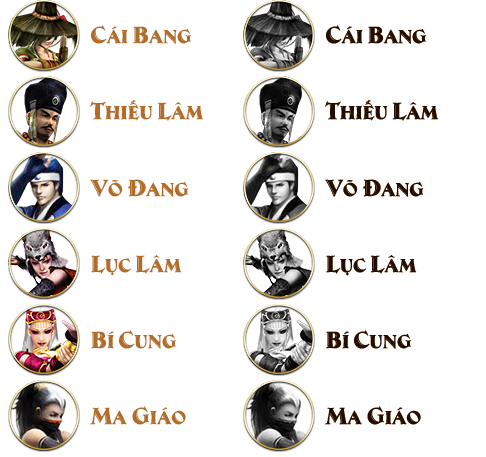 Cái Bang Cái Bang
Thiếu Lâm Thiếu Lâm
Võ Đang Võ Đang
Lục Lâm Lục Lâm
Bí Cung Bí Cung
Ma Giáo Ma Giáo